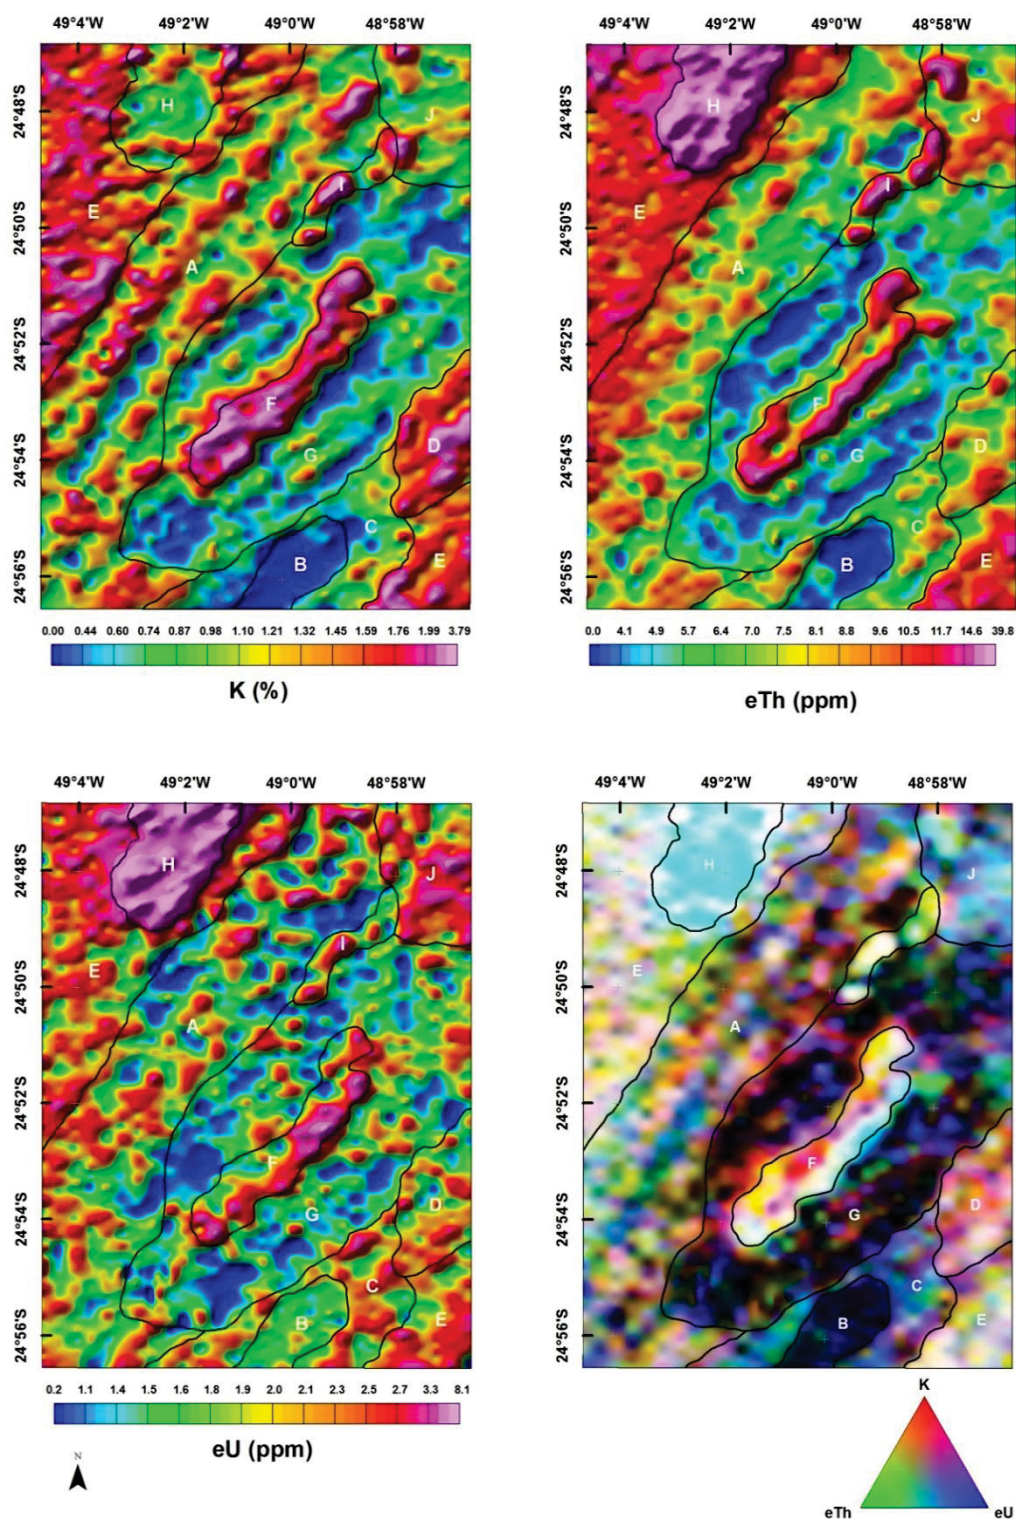 49°4'W 49°2'W 49°0'W 48°58'W
24°48'S
24°50'S
24°52'S
24°54'S
24°56'S
H
J
I
E
A
F
D
G
C
E
B
0.00 0.44 0.60 0.74 0.87 0.98 1.10 1.21 1.32 1.45 1.59 1.76 1.99 3.79
K (%)
49°4'W 49°2'W 49°0'W 48°58'W
24°48'S
24°50'S
24°52'S
24°54'S
24°56'S
H
J
I
E
A
F
D
G
C
E
B
0.0 4.1 4.9 5.7 6.4 7.0 7.5 8.1 8.8 9.6 10.5 11.7 14.6 39.8
eTh (ppm)
49°4'W 49°2'W 49°0'W 48°58'W
24°48'S
24°50'S
24°52'S
24°54'S
24°56'S
H
J
I
E
A
F
D
G
C
E
B
0.2 1.1 1.4 1.5 1.6 1.8 1.9 2.0 2.1 2.3 2.5 2.7 3.3 8.1
eU (ppm)
N
49°4'W 49°2'W 49°0'W 48°58'W
24°48'S
24°50'S
24°52'S
24°54'S
24°56'S
H
J
E
A
F
D
G
C
E
B
K
eTh eU